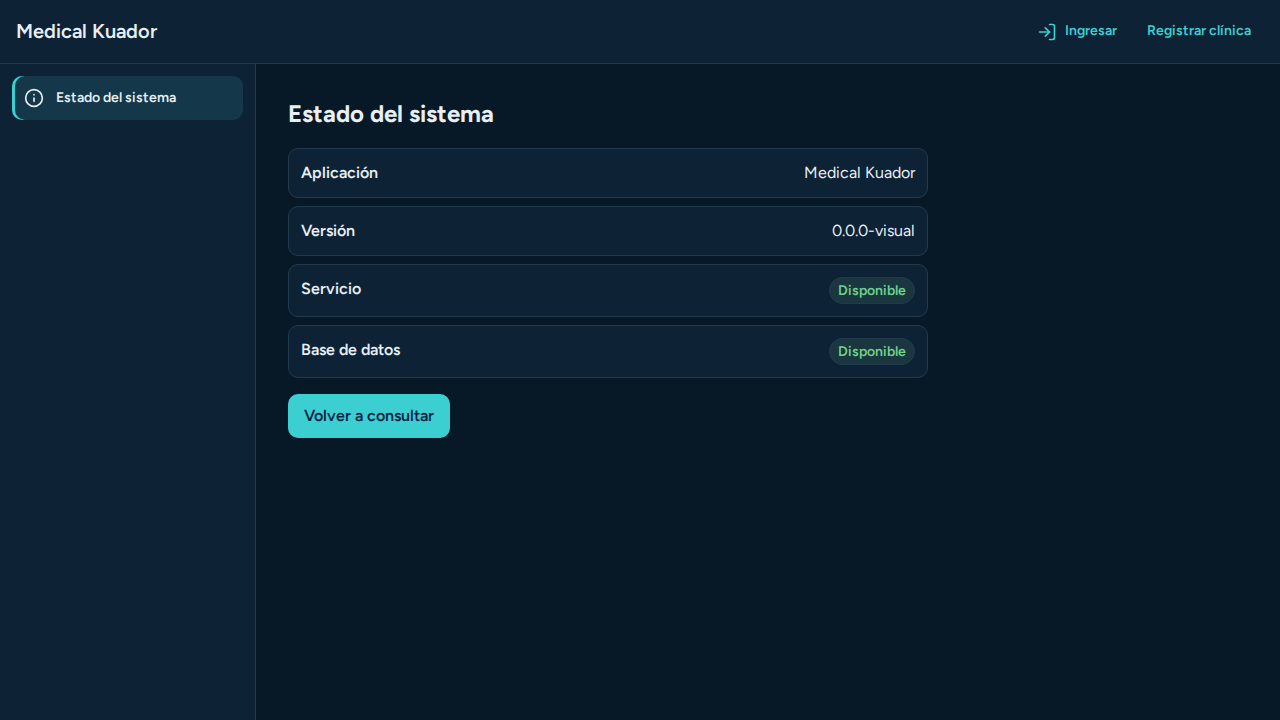 Medical Kuador
Ingresar
Registrar clínica
Estado del sistema
Estado del sistema
Aplicación
Medical Kuador
Versión
0.0.0-visual
Servicio
Disponible
Base de datos
Disponible
Volver a consultar